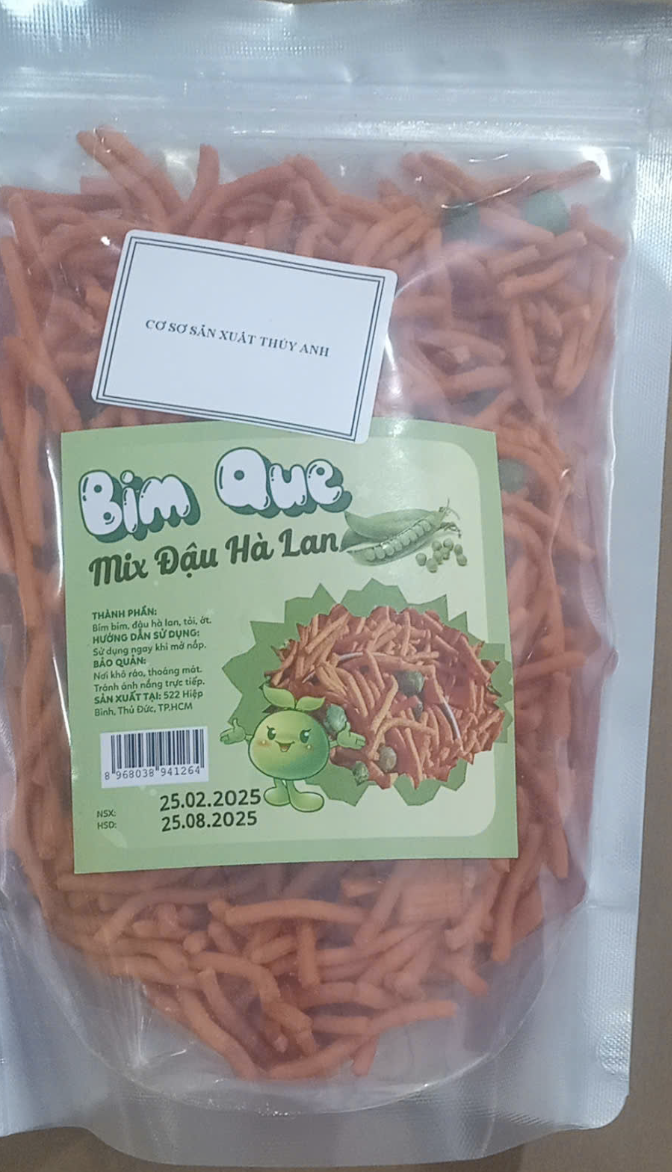 CƠ SƠ SẢN XUẤT THÚY ANH
Bim Que
Mix Đậu Hà Lan
THÀNH PHẦN:
Bim bim, đậu hà lan, tỏi, ớt.
HƯỚNG DẪN SỬ DỤNG:
Sử dụng ngay khi mở nắp.
BẢO QUẢN:
Nơi khô ráo, thoáng mát.
Tránh ánh nắng trực tiếp.
SẢN XUẤT TẠI: 522 Hiệp
Bình, Thủ Đức, TP.HCM
8 968038 941264
NSX: 25.02.2025
HSD: 25.08.2025